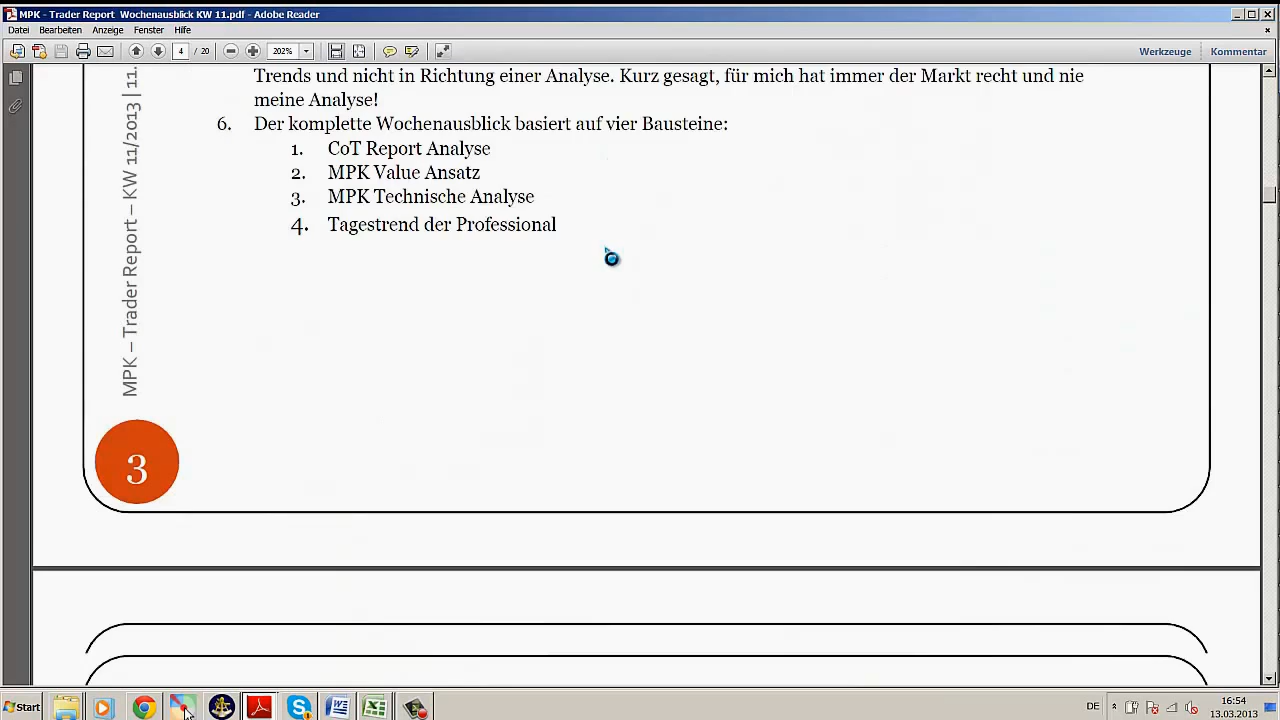 MPK - Trader Report Wochenausblick KW 11.pdf - Adobe Reader
Datei Bearbeiten Anzeige Fenster Hilfe
4 / 20 202% Werkzeuge Kommentar
Trends und nicht in Richtung einer Analyse. Kurz gesagt, für mich hat immer der Markt recht und nie
meine Analyse!
6. Der komplette Wochenausblick basiert auf vier Bausteine:
1. CoT Report Analyse
2. MPK Value Ansatz
3. MPK Technische Analyse
4. Tagestrend der Professional
MPK – Trader Report – KW 11/2013 | 11.
3
Start
DE
16:54
13.03.2013